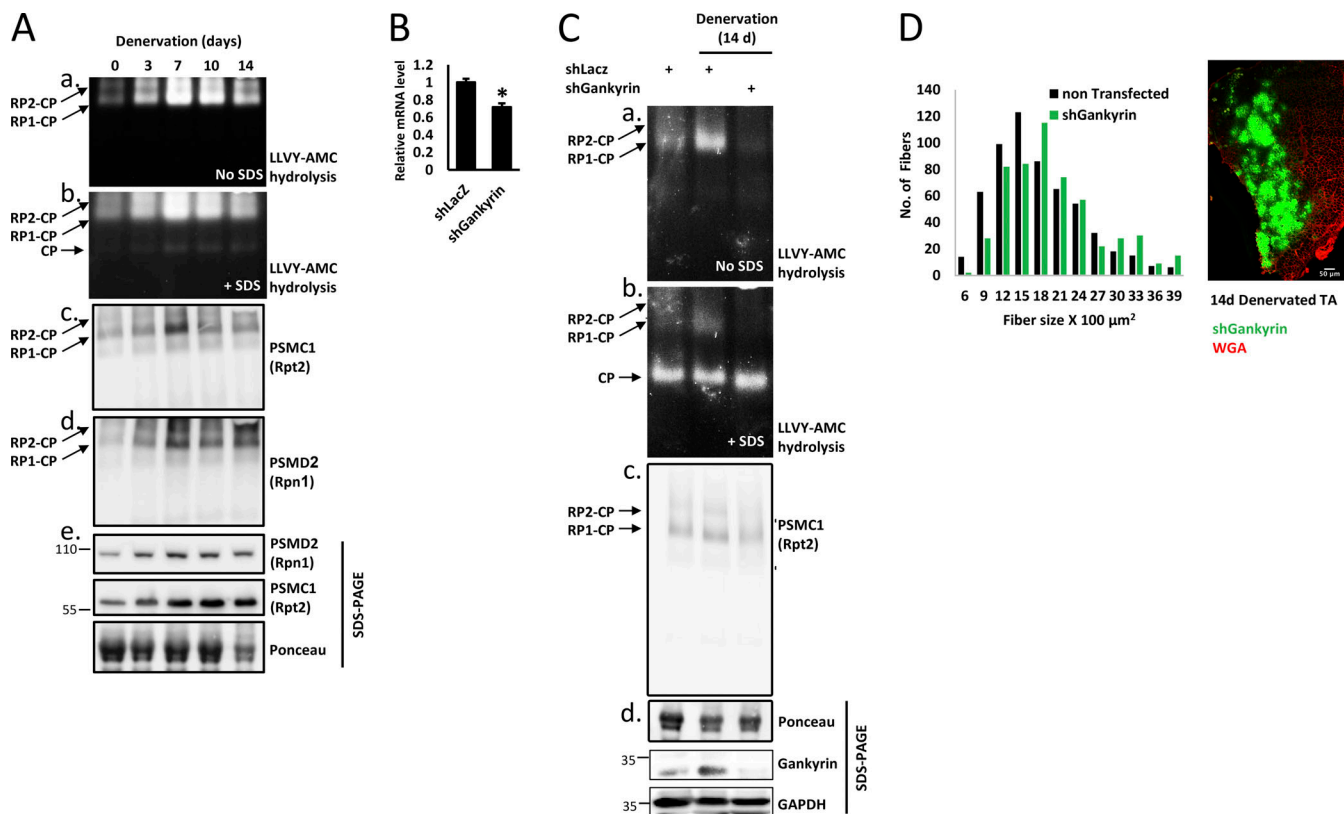 A
Denervation (days)
0 3 7 10 14
a.
RP2-CP
RP1-CP
No SDS
LLVY-AMC
hydrolysis
b.
RP2-CP
RP1-CP
CP
+ SDS
LLVY-AMC
hydrolysis
c.
RP2-CP
RP1-CP
PSMC1
(Rpt2)
d.
RP2-CP
RP1-CP
PSMD2
(Rpn1)
e.
110
PSMD2
(Rpn1)
55
PSMC1
(Rpt2)
Ponceau
SDS-PAGE
B
Relative mRNA level
1.2
1
0.8
0.6
0.4
0.2
0
*
shLacZ
shGankyrin
C
Denervation
(14 d)
shLacz + +
shGankyrin +
a.
RP2-CP
RP1-CP
No SDS
LLVY-AMC
hydrolysis
b.
RP2-CP
RP1-CP
CP
+ SDS
LLVY-AMC
hydrolysis
c.
RP2-CP
RP1-CP
PSMC1
(Rpt2)
d.
Ponceau
35
Gankyrin
35
GAPDH
SDS-PAGE
D
No. of Fibers
140
120
100
80
60
40
20
0
non Transfected
shGankyrin
6 9 12 15 18 21 24 27 30 33 36 39
Fiber size X 100 µm²
50 µm
14d Denervated TA
shGankyrin
WGA